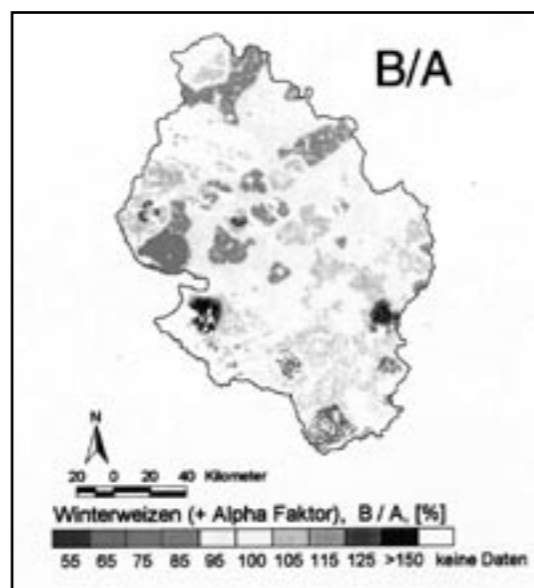 B/A
N
20 0 20 40 Kilometer
Winterweizen (+ Alpha Faktor), B / A, [%]
55 65 75 85 95 100 105 115 125 >150 keine Daten